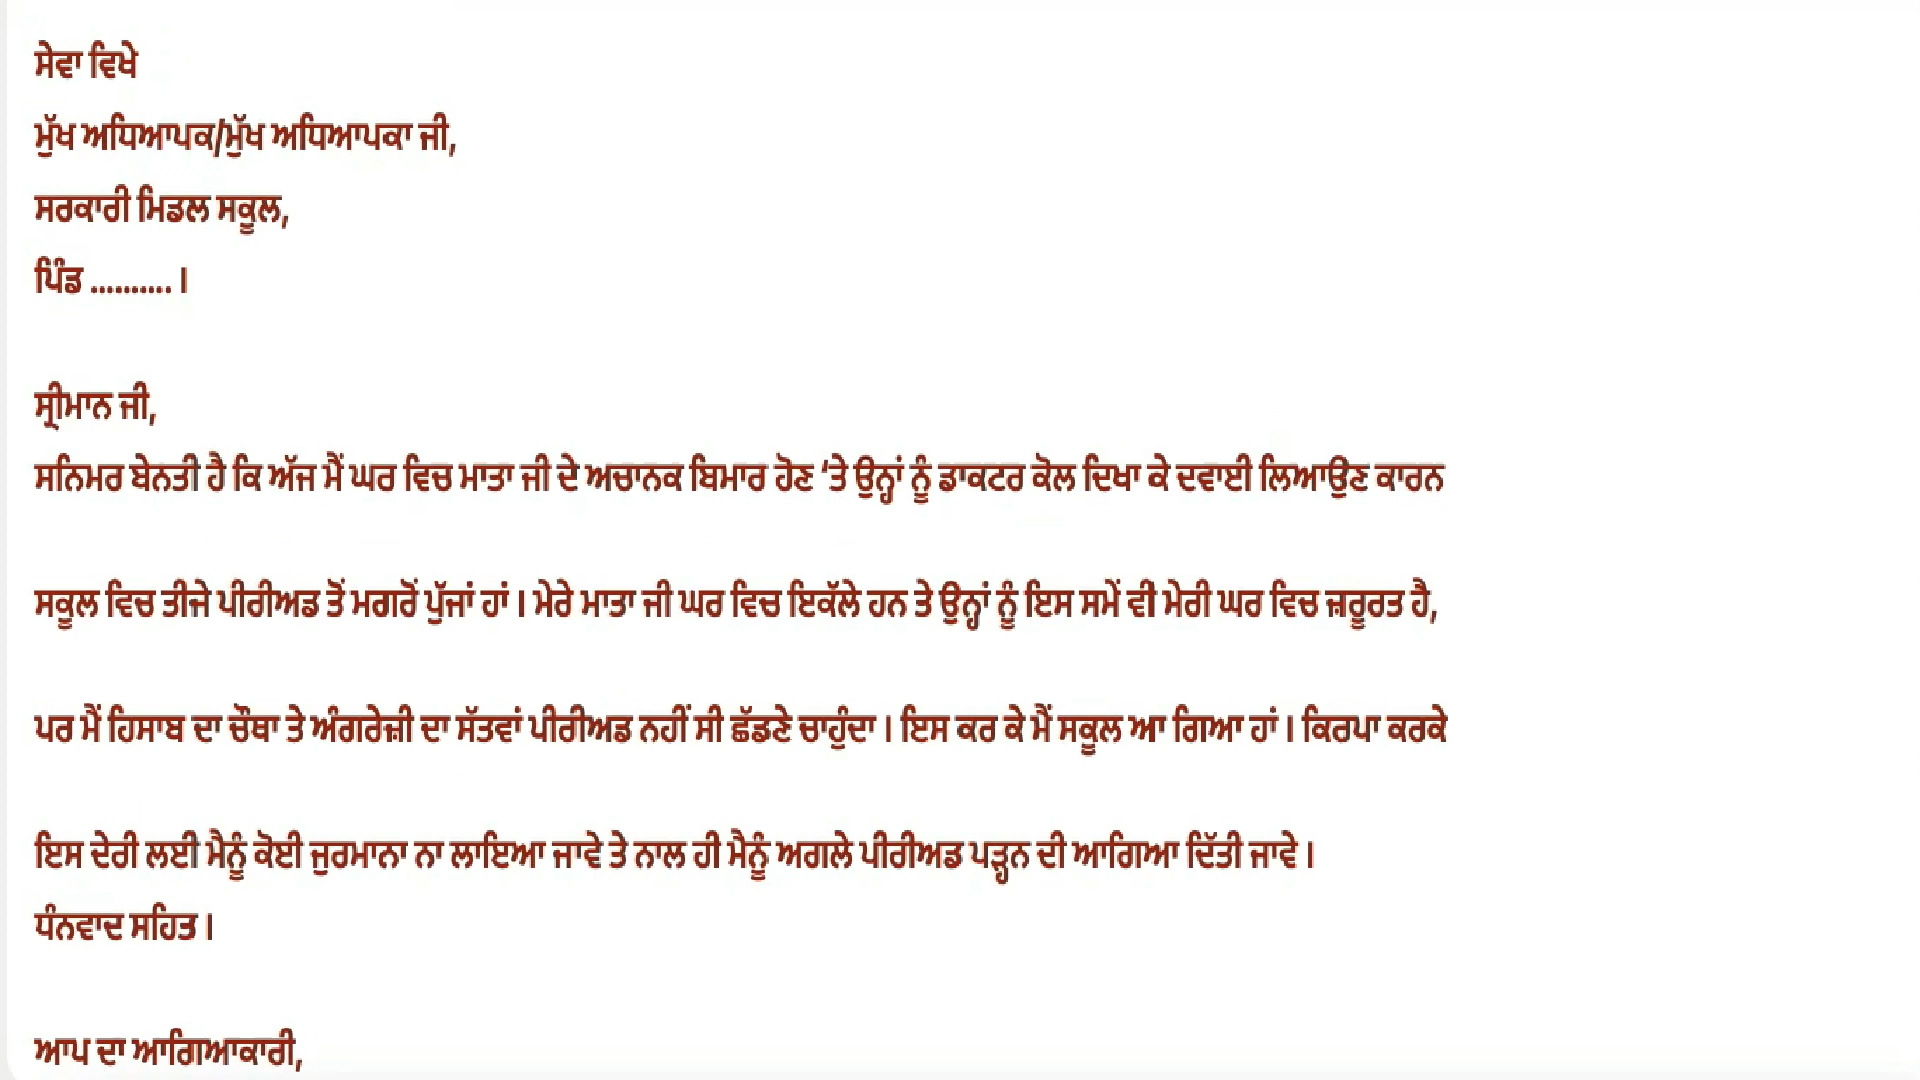 ਸੇਵਾ ਵਿਖੇ
ਮੁੱਖ ਅਧਿਆਪਕ/ਮੁੱਖ ਅਧਿਆਪਕਾ ਜੀ,
ਸਰਕਾਰੀ ਮਿਡਲ ਸਕੂਲ,
ਪਿੰਡ .......... ।
ਸ੍ਰੀਮਾਨ ਜੀ,
ਸਨਿਮਰ ਬੇਨਤੀ ਹੈ ਕਿ ਅੱਜ ਮੈਂ ਘਰ ਵਿਚ ਮਾਤਾ ਜੀ ਦੇ ਅਚਾਨਕ ਬਿਮਾਰ ਹੋਣ ‘ਤੇ ਉਨ੍ਹਾਂ ਨੂੰ ਡਾਕਟਰ ਕੋਲ ਦਿਖਾ ਕੇ ਦਵਾਈ ਲਿਆਉਣ ਕਾਰਨ
ਸਕੂਲ ਵਿਚ ਤੀਜੇ ਪੀਰੀਅਡ ਤੋਂ ਮਗਰੋਂ ਪੁੱਜਾਂ ਹਾਂ । ਮੇਰੇ ਮਾਤਾ ਜੀ ਘਰ ਵਿਚ ਇਕੱਲੇ ਹਨ ਤੇ ਉਨ੍ਹਾਂ ਨੂੰ ਇਸ ਸਮੇਂ ਵੀ ਮੇਰੀ ਘਰ ਵਿਚ ਜ਼ਰੂਰਤ ਹੈ,
ਪਰ ਮੈਂ ਹਿਸਾਬ ਦਾ ਚੌਥਾ ਤੇ ਅੰਗਰੇਜ਼ੀ ਦਾ ਸੱਤਵਾਂ ਪੀਰੀਅਡ ਨਹੀਂ ਸੀ ਛੱਡਣੇ ਚਾਹੁੰਦਾ । ਇਸ ਕਰ ਕੇ ਮੈਂ ਸਕੂਲ ਆ ਗਿਆ ਹਾਂ । ਕਿਰਪਾ ਕਰਕੇ
ਇਸ ਦੇਰੀ ਲਈ ਮੈਨੂੰ ਕੋਈ ਜੁਰਮਾਨਾ ਨਾ ਲਾਇਆ ਜਾਵੇ ਤੇ ਨਾਲ ਹੀ ਮੈਨੂੰ ਅਗਲੇ ਪੀਰੀਅਡ ਪੜ੍ਹਨ ਦੀ ਆਗਿਆ ਦਿੱਤੀ ਜਾਵੇ ।
ਧੰਨਵਾਦ ਸਹਿਤ ।
ਆਪ ਦਾ ਆਗਿਆਕਾਰੀ,